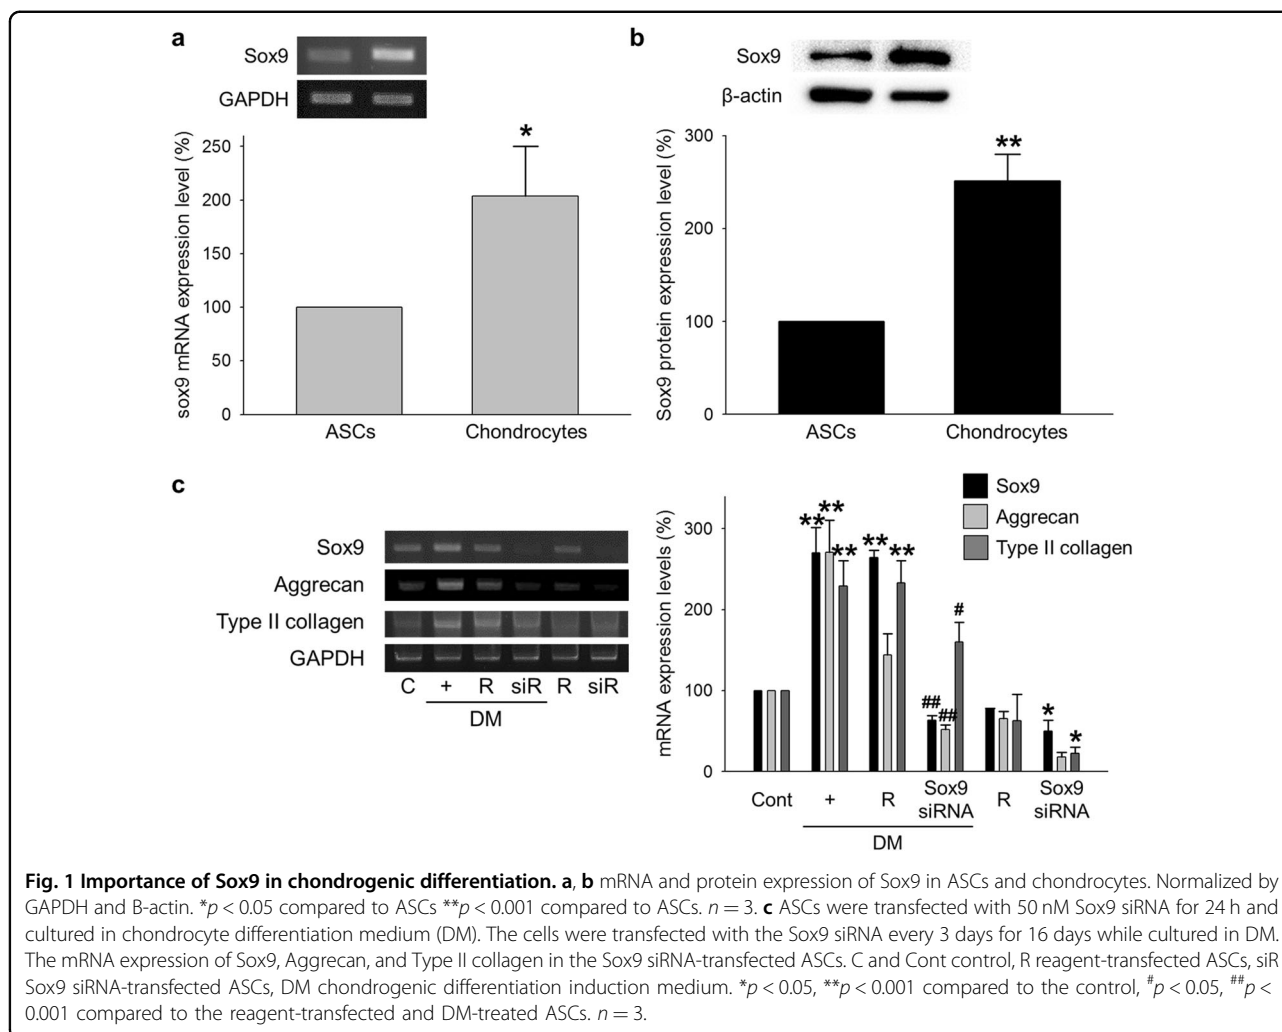 a
Sox9
GAPDH
*
sox9 mRNA expression level (%)
250
200
150
100
50
0
ASCs
Chondrocytes
b
Sox9
β-actin
**
Sox9 protein expression level (%)
300
200
100
0
ASCs
Chondrocytes
c
Sox9
Aggrecan
Type II collagen
GAPDH
C + R siR R siR
DM
Sox9
Aggrecan
Type II collagen
mRNA expression levels (%)
300
200
100
0
** ** ** ** **
## ## #
* *
Cont + R Sox9 siRNA R Sox9 siRNA
DM
Fig. 1 Importance of Sox9 in chondrogenic differentiation. a, b mRNA and protein expression of Sox9 in ASCs and chondrocytes. Normalized by
GAPDH and B-actin. *p < 0.05 compared to ASCs **p < 0.001 compared to ASCs. n = 3. c ASCs were transfected with 50 nM Sox9 siRNA for 24 h and
cultured in chondrocyte differentiation medium (DM). The cells were transfected with the Sox9 siRNA every 3 days for 16 days while cultured in DM.
The mRNA expression of Sox9, Aggrecan, and Type II collagen in the Sox9 siRNA-transfected ASCs. C and Cont control, R reagent-transfected ASCs, siR
Sox9 siRNA-transfected ASCs, DM chondrogenic differentiation induction medium. *p < 0.05, **p < 0.001 compared to the control, #p < 0.05, ##p <
0.001 compared to the reagent-transfected and DM-treated ASCs. n = 3.